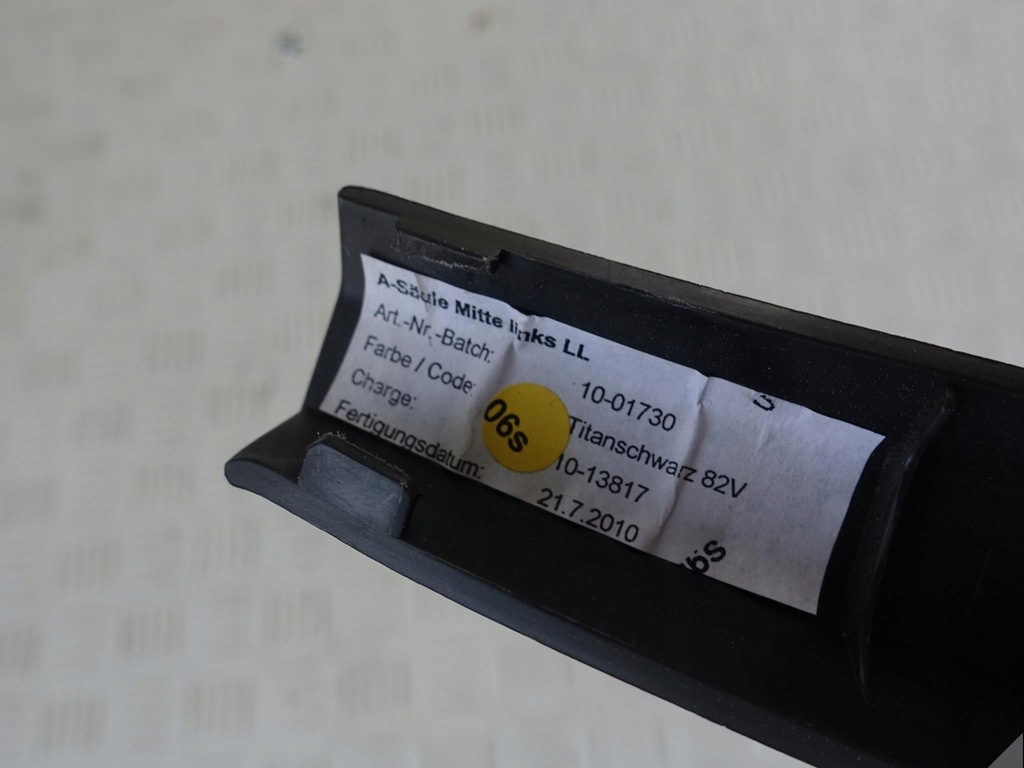 A-Säule Mitte links LL
Art.-Nr.-Batch: 10-01730
Farbe / Code: Titanschwarz 82V
Charge: 10-13817
Fertigungsdatum: 21.7.2010
06s
6s